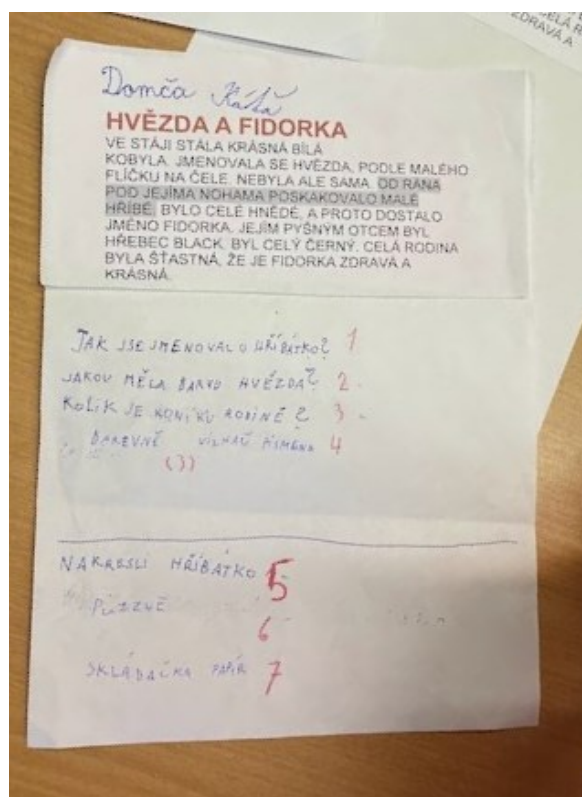 CELÁ R
ZDRAVÁ A
Domča Káťa
HVĚZDA A FIDORKA
VE STÁJI STÁLA KRÁSNÁ BÍLÁ
KOBYLA. JMENOVALA SE HVĚZDA, PODLE MALÉHO
FLÍČKU NA ČELE. NEBYLA ALE SAMA. OD RÁNA
POD JEJÍMA NOHAMA POSKAKOVALO MALÉ
HŘÍBĚ. BYLO CELÉ HNĚDÉ, A PROTO DOSTALO
JMÉNO FIDORKA. JEJÍM PYŠNÝM OTCEM BYL
HŘEBEC BLACK. BYL CELÝ ČERNÝ. CELÁ RODINA
BYLA ŠŤASTNÁ, ŽE JE FIDORKA ZDRAVÁ A
KRÁSNÁ.
JAK JSE JMENOVALO HŘÍBÁTKO? 1
JAKOU MĚLA BARVU HVĚZDA? 2
KOLIK JE KONÍKU RODINĚ? 3
BAREVNĚ PÍSMENA 4
(3)
NAKRESLI HŘÍBÁTKO 5
PUZZLE
6
SKLÁDAČKA PAPÍR 7